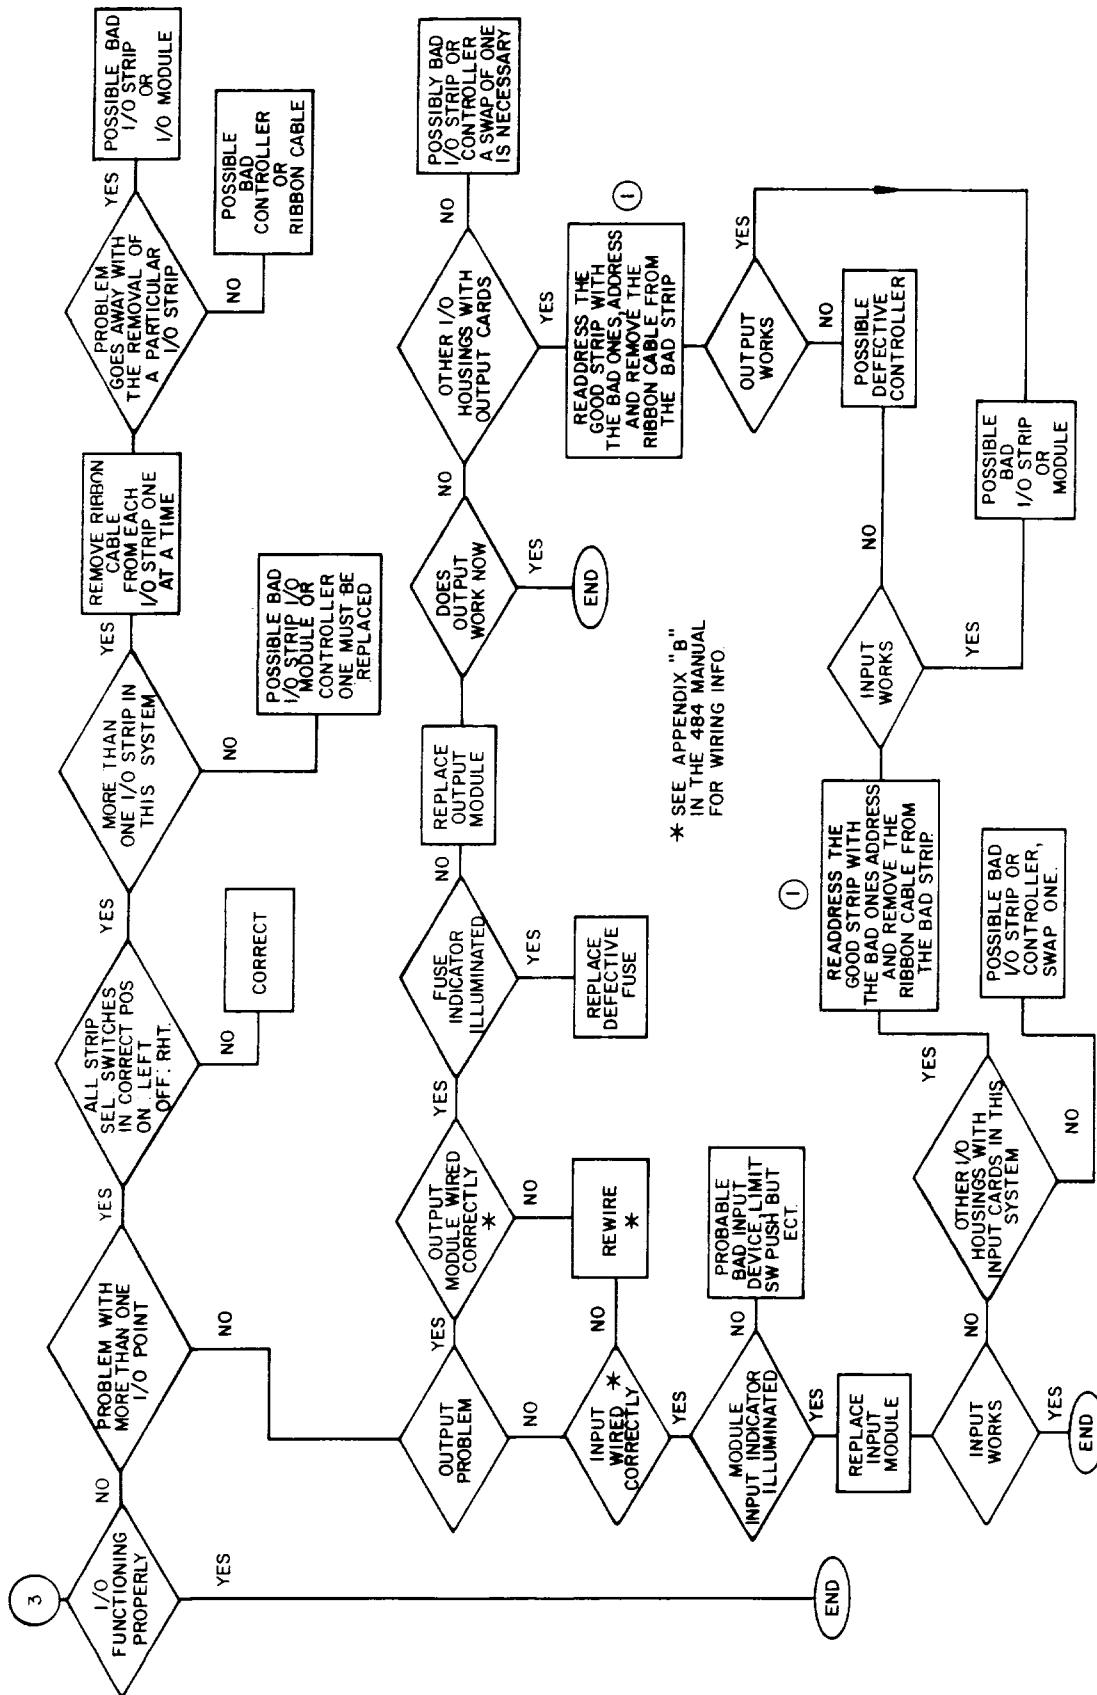 3
I/O
FUNCTIONING
PROPERLY
NO
YES
END
PROBLEM WITH
MORE THAN ONE
I/O POINT
YES
NO
ALL STRIP
SEL SWITCHES
IN CORRECT POS
ON : LEFT
OFF: RHT.
YES
NO
CORRECT
MORE THAN
ONE I/O STRIP IN
THIS SYSTEM
YES
NO
POSSIBLE BAD
I/O STRIP I/O
MODULE OR
CONTROLLER
ONE MUST BE
REPLACED
REMOVE RIBBON
CABLE
FROM EACH
I/O STRIP ONE
AT A TIME
PROBLEM
GOES AWAY WITH
THE REMOVAL OF
A PARTICULAR
I/O STRIP
YES
NO
POSSIBLE BAD
I/O STRIP
OR
I/O MODULE
POSSIBLE
BAD
CONTROLLER
OR
RIBBON CABLE
OUTPUT
PROBLEM
YES
NO
OUTPUT
MODULE WIRED
CORRECTLY
*
YES
NO
REWIRE
*
FUSE
INDICATOR
ILLUMINATED
NO
YES
REPLACE
DEFECTIVE
FUSE
REPLACE
OUTPUT
MODULE
DOES
OUTPUT
WORK NOW
NO
YES
END
OTHER I/O
HOUSINGS WITH
OUTPUT CARDS
NO
YES
POSSIBLY BAD
I/O STRIP OR
CONTROLLER
A SWAP OF ONE
IS NECESSARY
1
READDRESS THE
GOOD STRIP WITH
THE BAD ONES, ADDRESS
AND REMOVE THE
RIBBON CABLE FROM
THE BAD STRIP
OUTPUT
WORKS
YES
NO
POSSIBLE
DEFECTIVE
CONTROLLER
INPUT
WIRED *
CORRECTLY
NO
YES
MODULE
INPUT INDICATOR
ILLUMINATED
NO
YES
PROBABLE
BAD INPUT
DEVICE, LIMIT
SW PUSH BUT
ECT.
REPLACE
INPUT
MODULE
INPUT
WORKS
NO
YES
END
OTHER I/O
HOUSINGS WITH
INPUT CARDS IN THIS
SYSTEM
YES
NO
POSSIBLE BAD
I/O STRIP OR
CONTROLLER,
SWAP ONE.
1
READDRESS THE
GOOD STRIP WITH
THE BAD ONES ADDRESS
AND REMOVE THE
RIBBON CABLE FROM
THE BAD STRIP.
INPUT
WORKS
NO
YES
POSSIBLE
BAD
I/O STRIP
OR
MODULE
* SEE APPENDIX "B"
IN THE 484 MANUAL
FOR WIRING INFO.